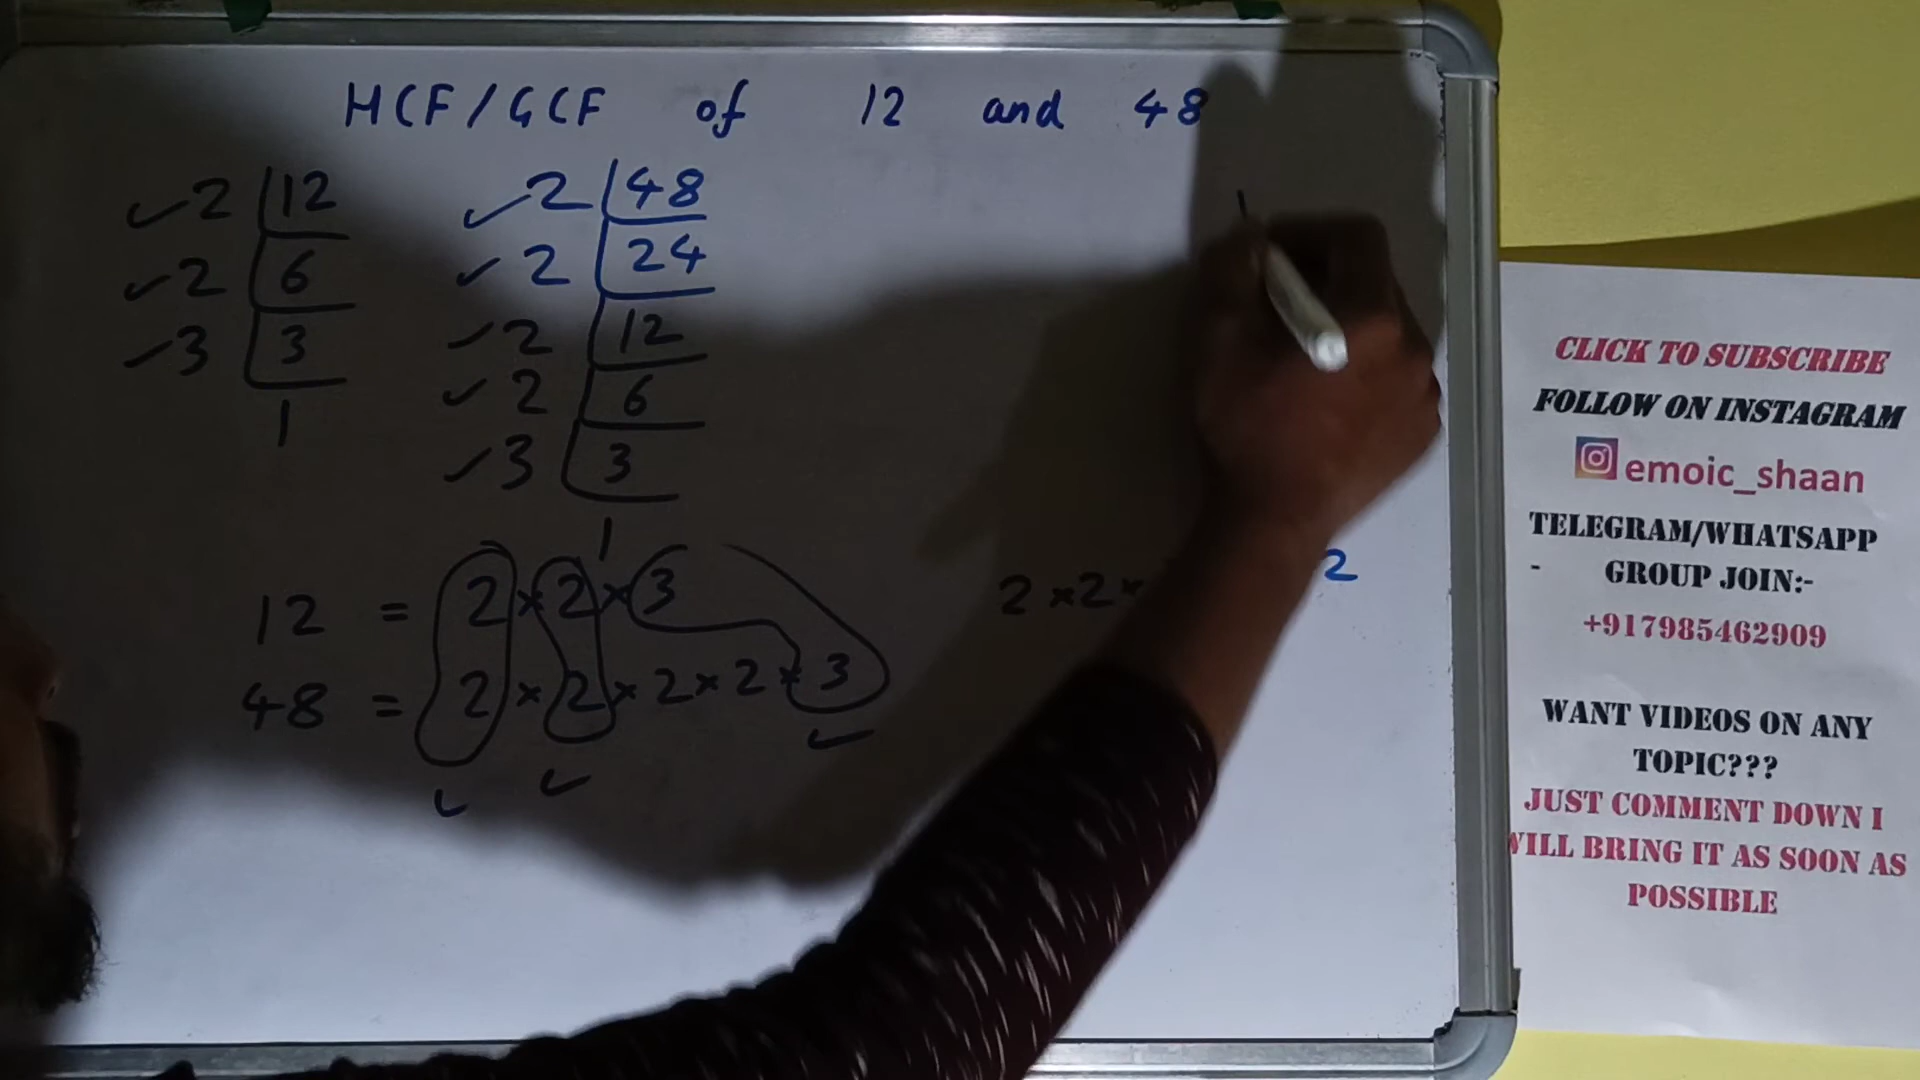 HCF/GCF of 12 and 48
✓2 | 12
✓2 | 6
✓3 | 3
1
✓2 | 48
✓2 | 24
✓2 | 12
✓2 | 6
✓3 | 3
1
12 = 2 × 2 × 3
48 = 2 × 2 × 2 × 2 × 3
✓ ✓ ✓
2 × 2 × 2
CLICK TO SUBSCRIBE
FOLLOW ON INSTAGRAM
emoic_shaan
TELEGRAM/WHATSAPP
- GROUP JOIN:-
+917985462909
WANT VIDEOS ON ANY
TOPIC???
JUST COMMENT DOWN I
WILL BRING IT AS SOON AS
POSSIBLE